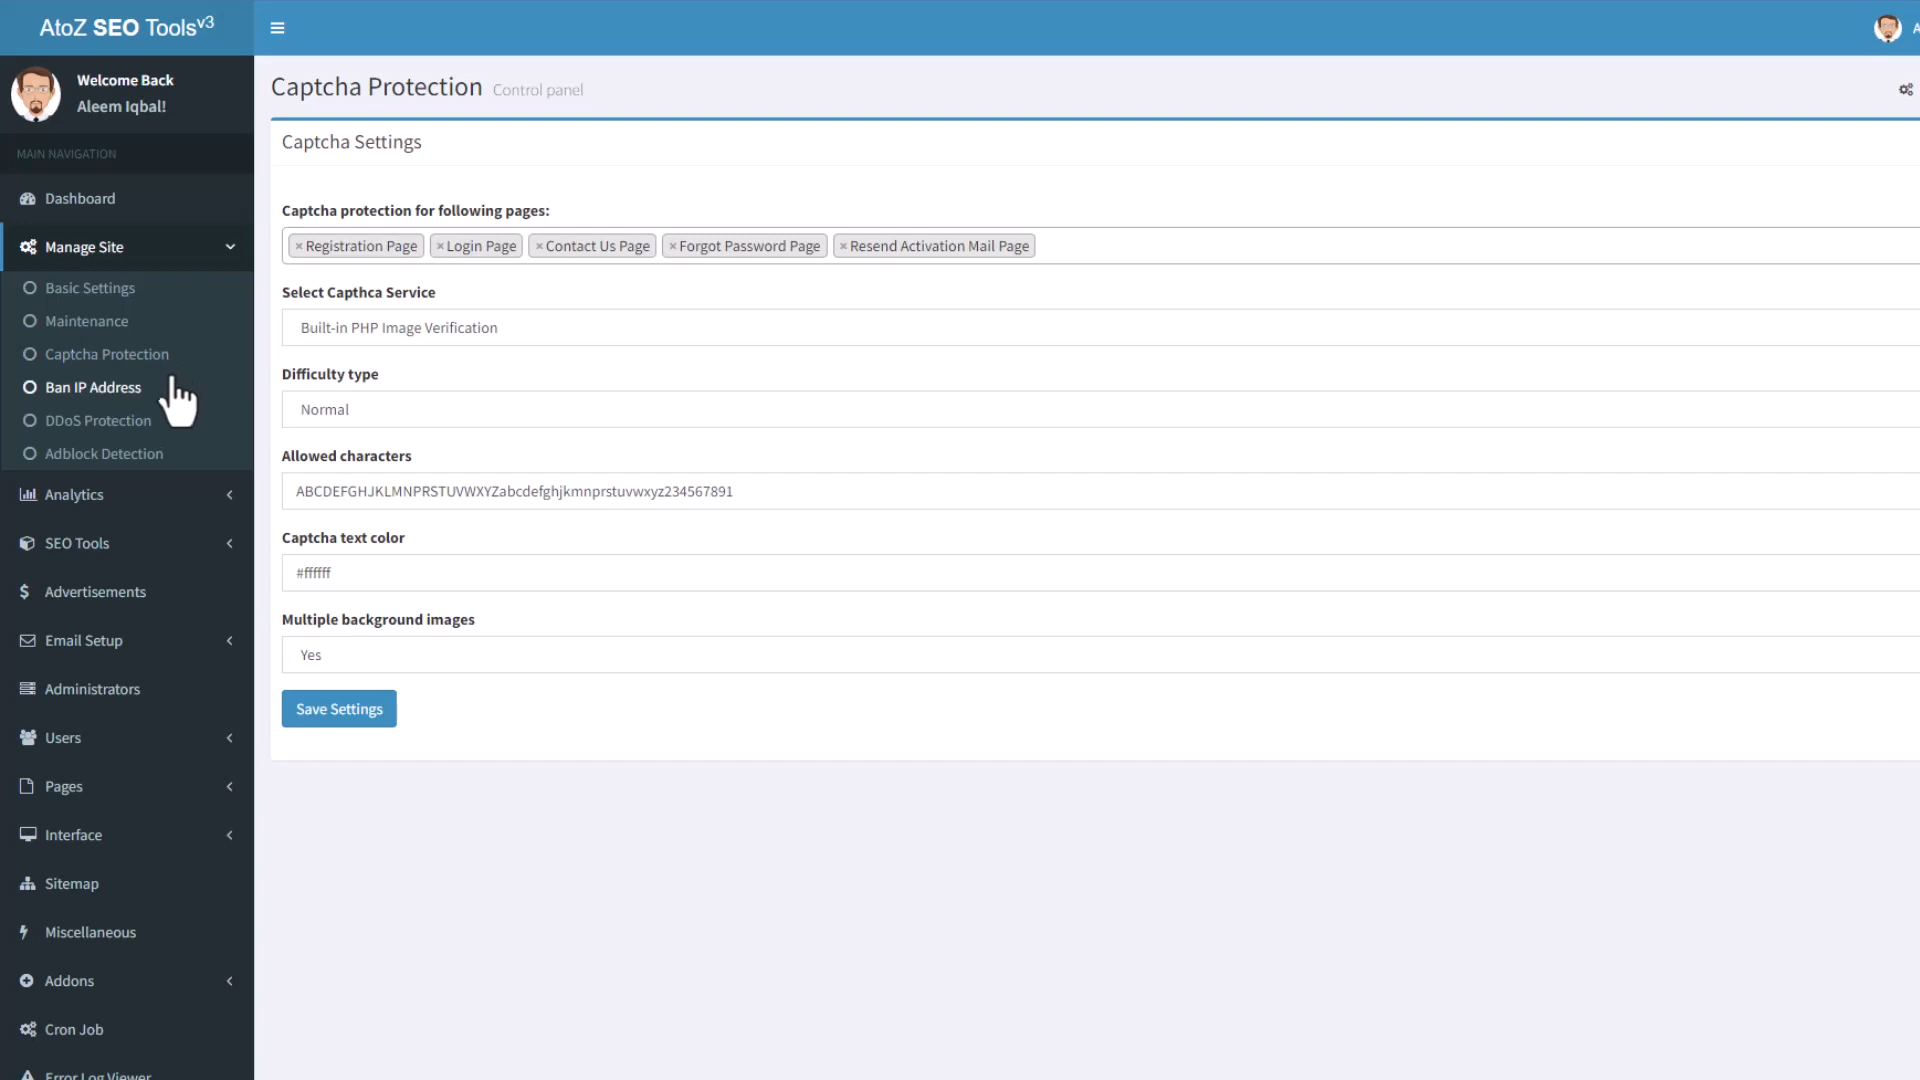 AtoZ SEO Toolsv3
A
Welcome Back
Aleem Iqbal!
MAIN NAVIGATION
Dashboard
Manage Site
Basic Settings
Maintenance
Captcha Protection
Ban IP Address
DDoS Protection
Adblock Detection
Analytics
SEO Tools
Advertisements
Email Setup
Administrators
Users
Pages
Interface
Sitemap
Miscellaneous
Addons
Cron Job
Error Log Viewer
Captcha Protection Control panel
Captcha Settings
Captcha protection for following pages:
×Registration Page ×Login Page ×Contact Us Page ×Forgot Password Page ×Resend Activation Mail Page
Select Capthca Service
Built-in PHP Image Verification
Difficulty type
Normal
Allowed characters
ABCDEFGHJKLMNPRSTUVWXYZabcdefghjkmnprstuvwxyz234567891
Captcha text color
#ffffff
Multiple background images
Yes
Save Settings